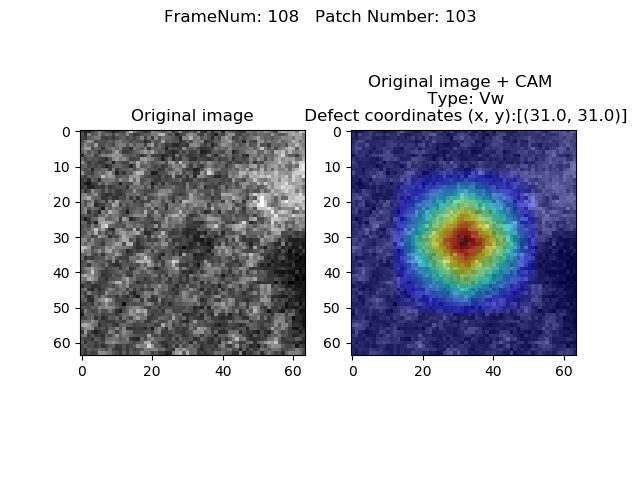 FrameNum: 108   Patch Number: 103
Original image
0
10
20
30
40
50
60
0 20 40 60
Original image + CAM
Type: Vw
Defect coordinates (x, y):[(31.0, 31.0)]
0
10
20
30
40
50
60
0 20 40 60